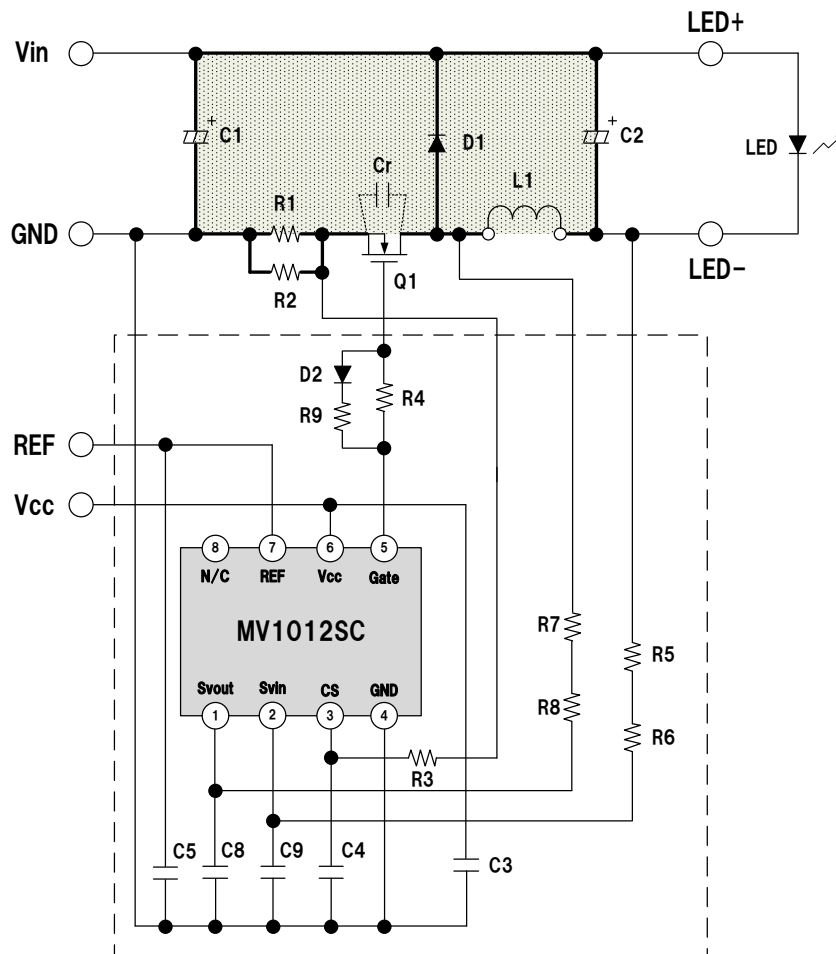 LED+
Vin
+
C1
D1
+
C2
LED
Cr
L1
R1
GND
LED-
R2
Q1
D2
R4
R9
REF
Vcc
8 7 6 5
N/C REF Vcc Gate
MV1012SC
R7
R5
Svout Svin CS GND
1 2 3 4
R8
R6
R3
C5 C8 C9 C4 C3